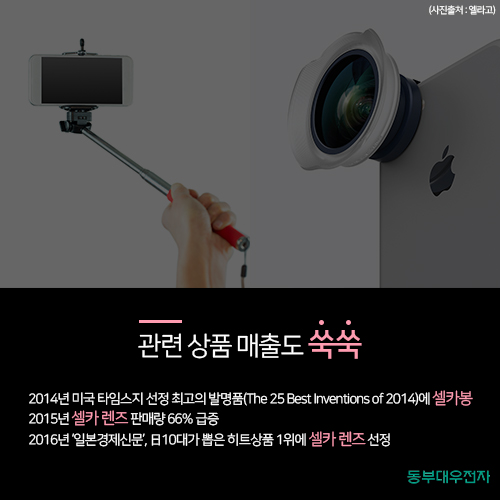 (사진출처 : 엘라고)
관련 상품 매출도 쑥쑥
2014년 미국 타임스지 선정 최고의 발명품(The 25 Best Inventions of 2014)에 셀카봉
2015년 셀카 렌즈 판매량 66% 급증
2016년 '일본경제신문', 日10대가 뽑은 히트상품 1위에 셀카 렌즈 선정
동부대우전자